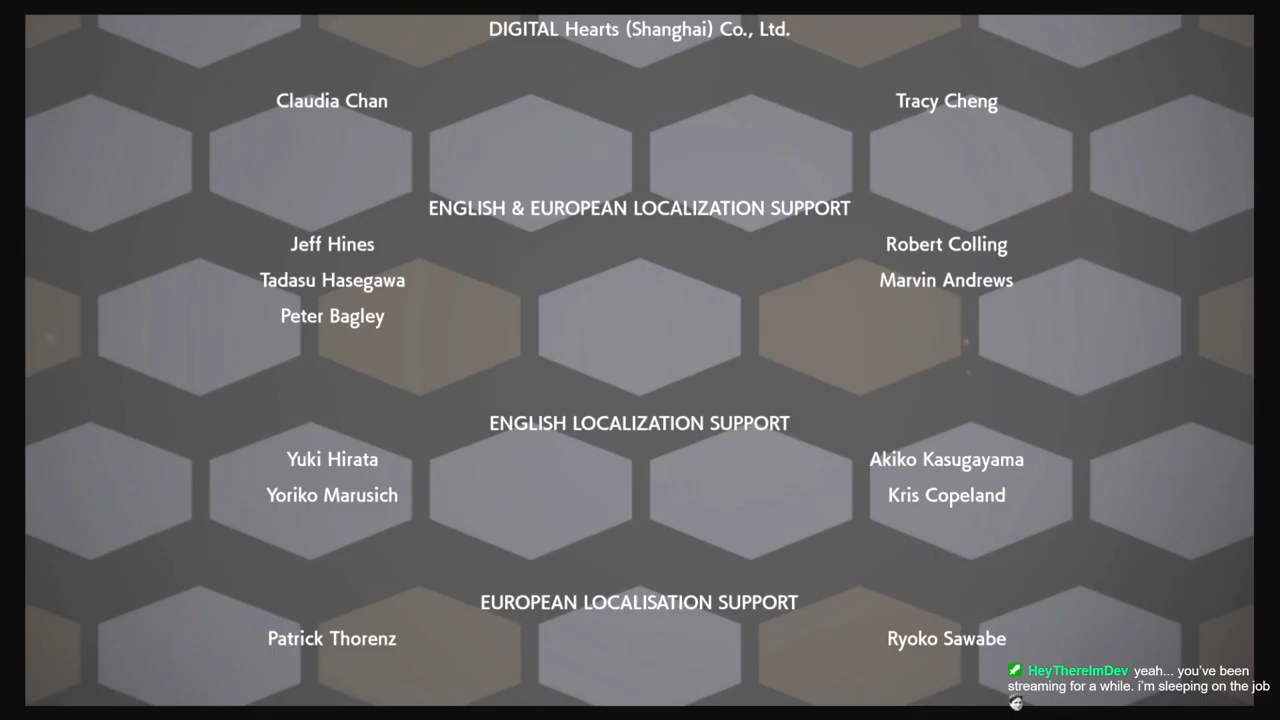 DIGITAL Hearts (Shanghai) Co., Ltd.
Claudia Chan Tracy Cheng
ENGLISH & EUROPEAN LOCALIZATION SUPPORT
Jeff Hines Robert Colling
Tadasu Hasegawa Marvin Andrews
Peter Bagley
ENGLISH LOCALIZATION SUPPORT
Yuki Hirata Akiko Kasugayama
Yoriko Marusich Kris Copeland
EUROPEAN LOCALISATION SUPPORT
Patrick Thorenz Ryoko Sawabe
HeyThereImDev yeah... you've been
streaming for a while. i'm sleeping on the job